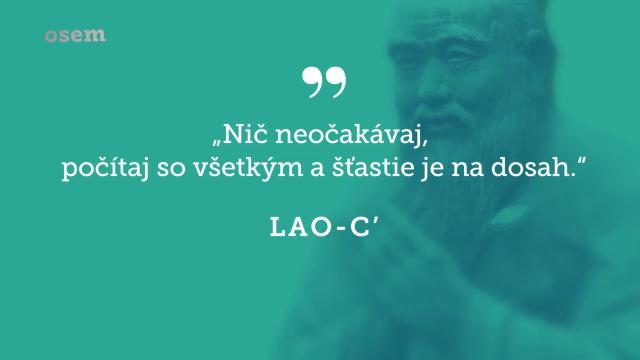 osem
„Nič neočakávaj,
počítaj so všetkým a šťastie je na dosah.“
LAO-C’